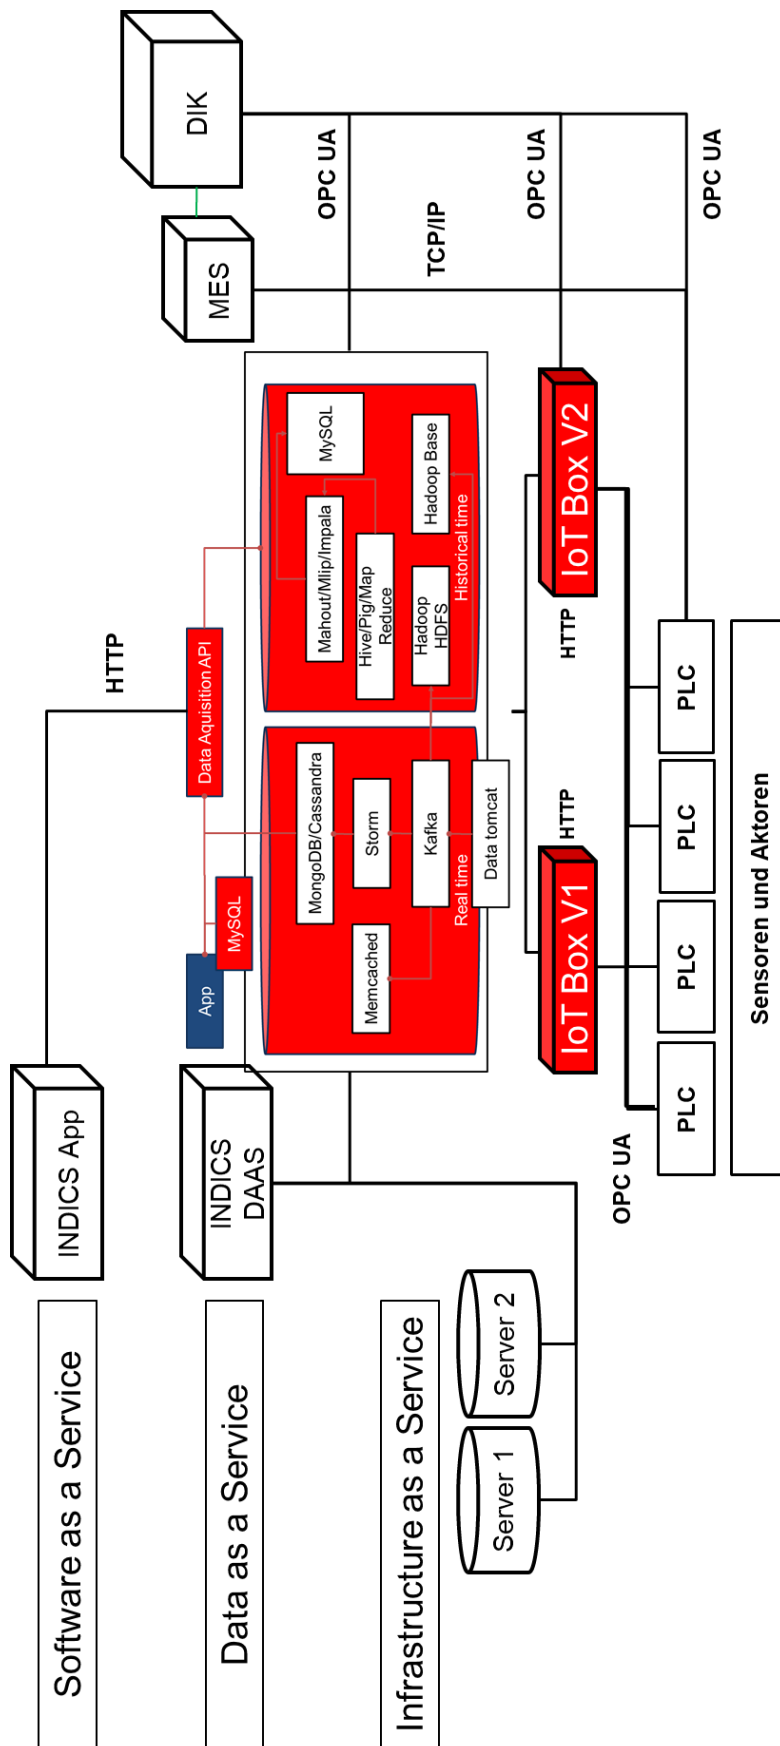 Software as a Service
INDICS App
HTTP
DIK
MES
Data as a Service
INDICS
DAAS
App
MySQL
Data Aquisition API
OPC UA
OPC UA
OPC UA
TCP/IP
Infrastructure as a Service
Server 1
Server 2
Memcached
MongoDB/Cassandra
Storm
Kafka
Real time
Data tomcat
Mahout/Mlip/Impala
MySQL
Hive/Pig/Map
Reduce
Hadoop
HDFS
Hadoop Base
Historical time
IoT Box V1
HTTP
IoT Box V2
HTTP
OPC UA
PLC
PLC
PLC
PLC
Sensoren und Aktoren